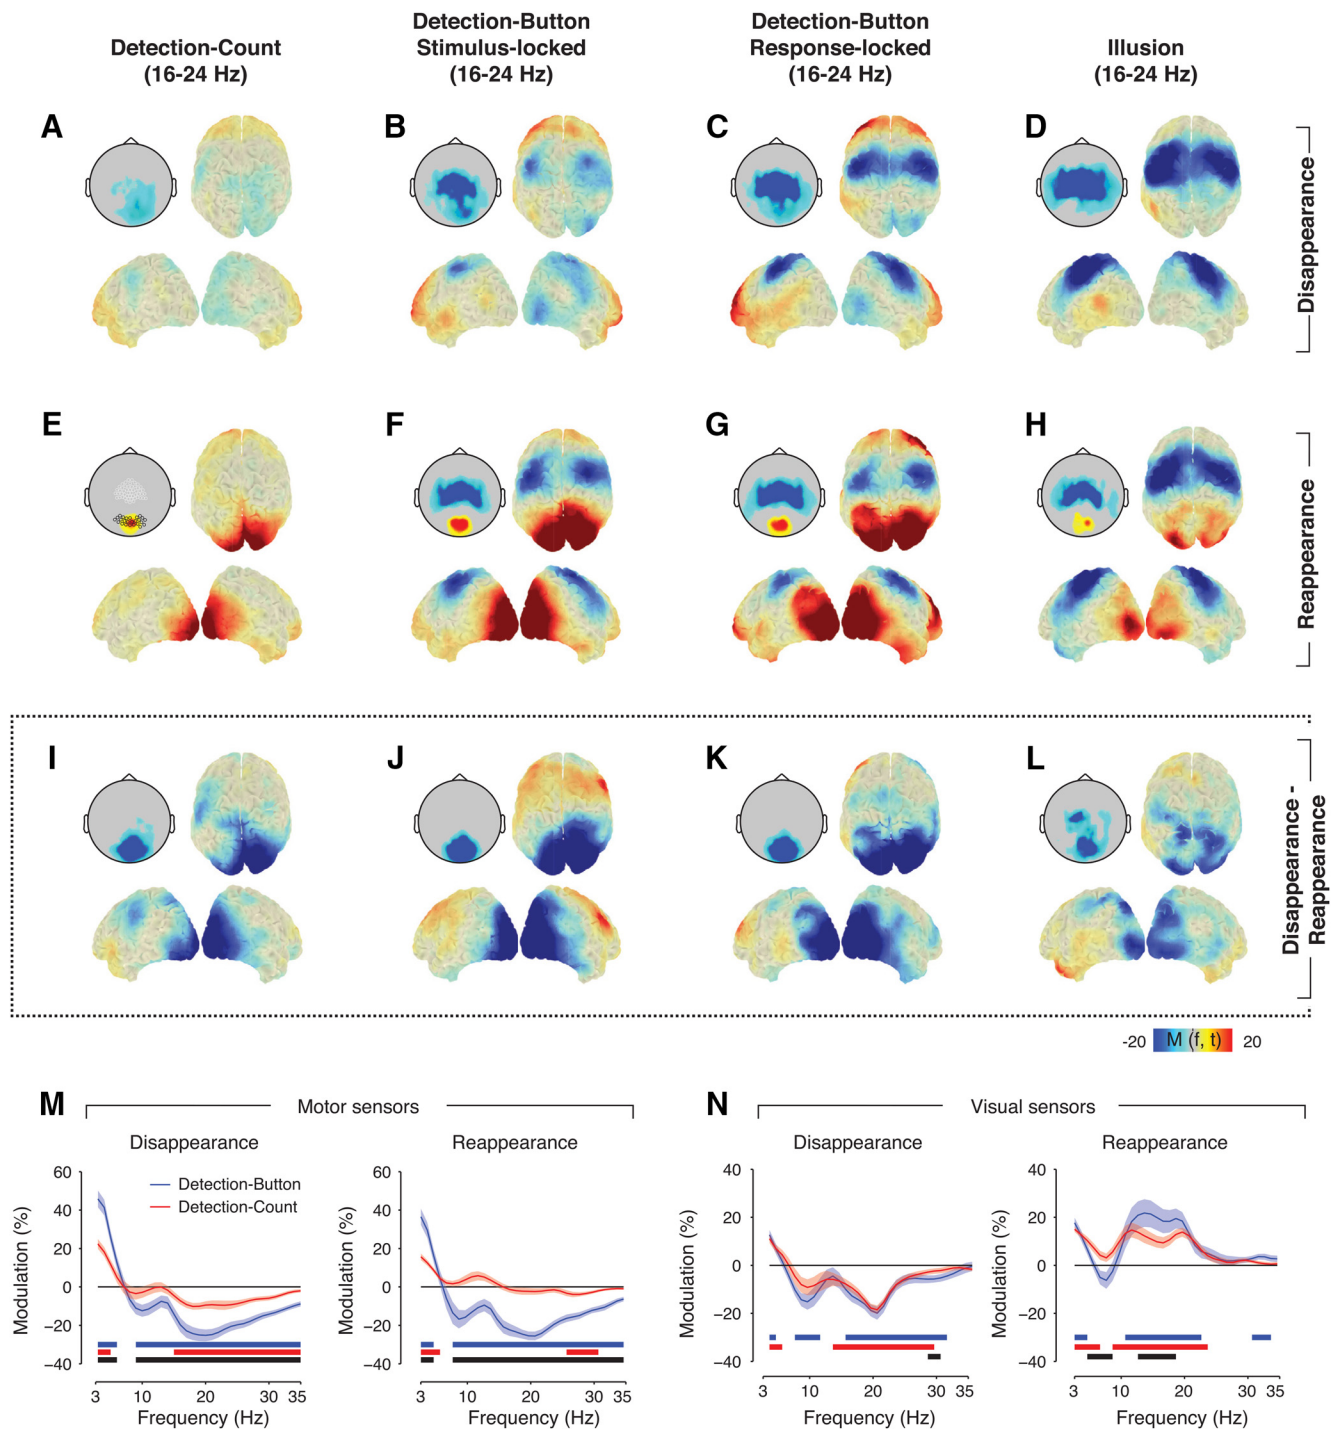 Detection-Count
(16-24 Hz)
Detection-Button
Stimulus-locked
(16-24 Hz)
Detection-Button
Response-locked
(16-24 Hz)
Illusion
(16-24 Hz)
A
B
C
D
Disappearance
E
F
G
H
Reappearance
I
J
K
L
Disappearance -
Reappearance
-20 M (f, t) 20
M
Motor sensors
Disappearance
Modulation (%)
60
40
20
0
−20
−40
Detection-Button
Detection-Count
3 10 20 30 35
Frequency (Hz)
Reappearance
Modulation (%)
60
40
20
0
−20
−40
3 10 20 30 35
Frequency (Hz)
N
Visual sensors
Disappearance
Modulation (%)
40
20
0
−20
−40
3 10 20 30 35
Frequency (Hz)
Reappearance
Modulation (%)
40
20
0
−20
−40
3 10 20 30 35
Frequency (Hz)